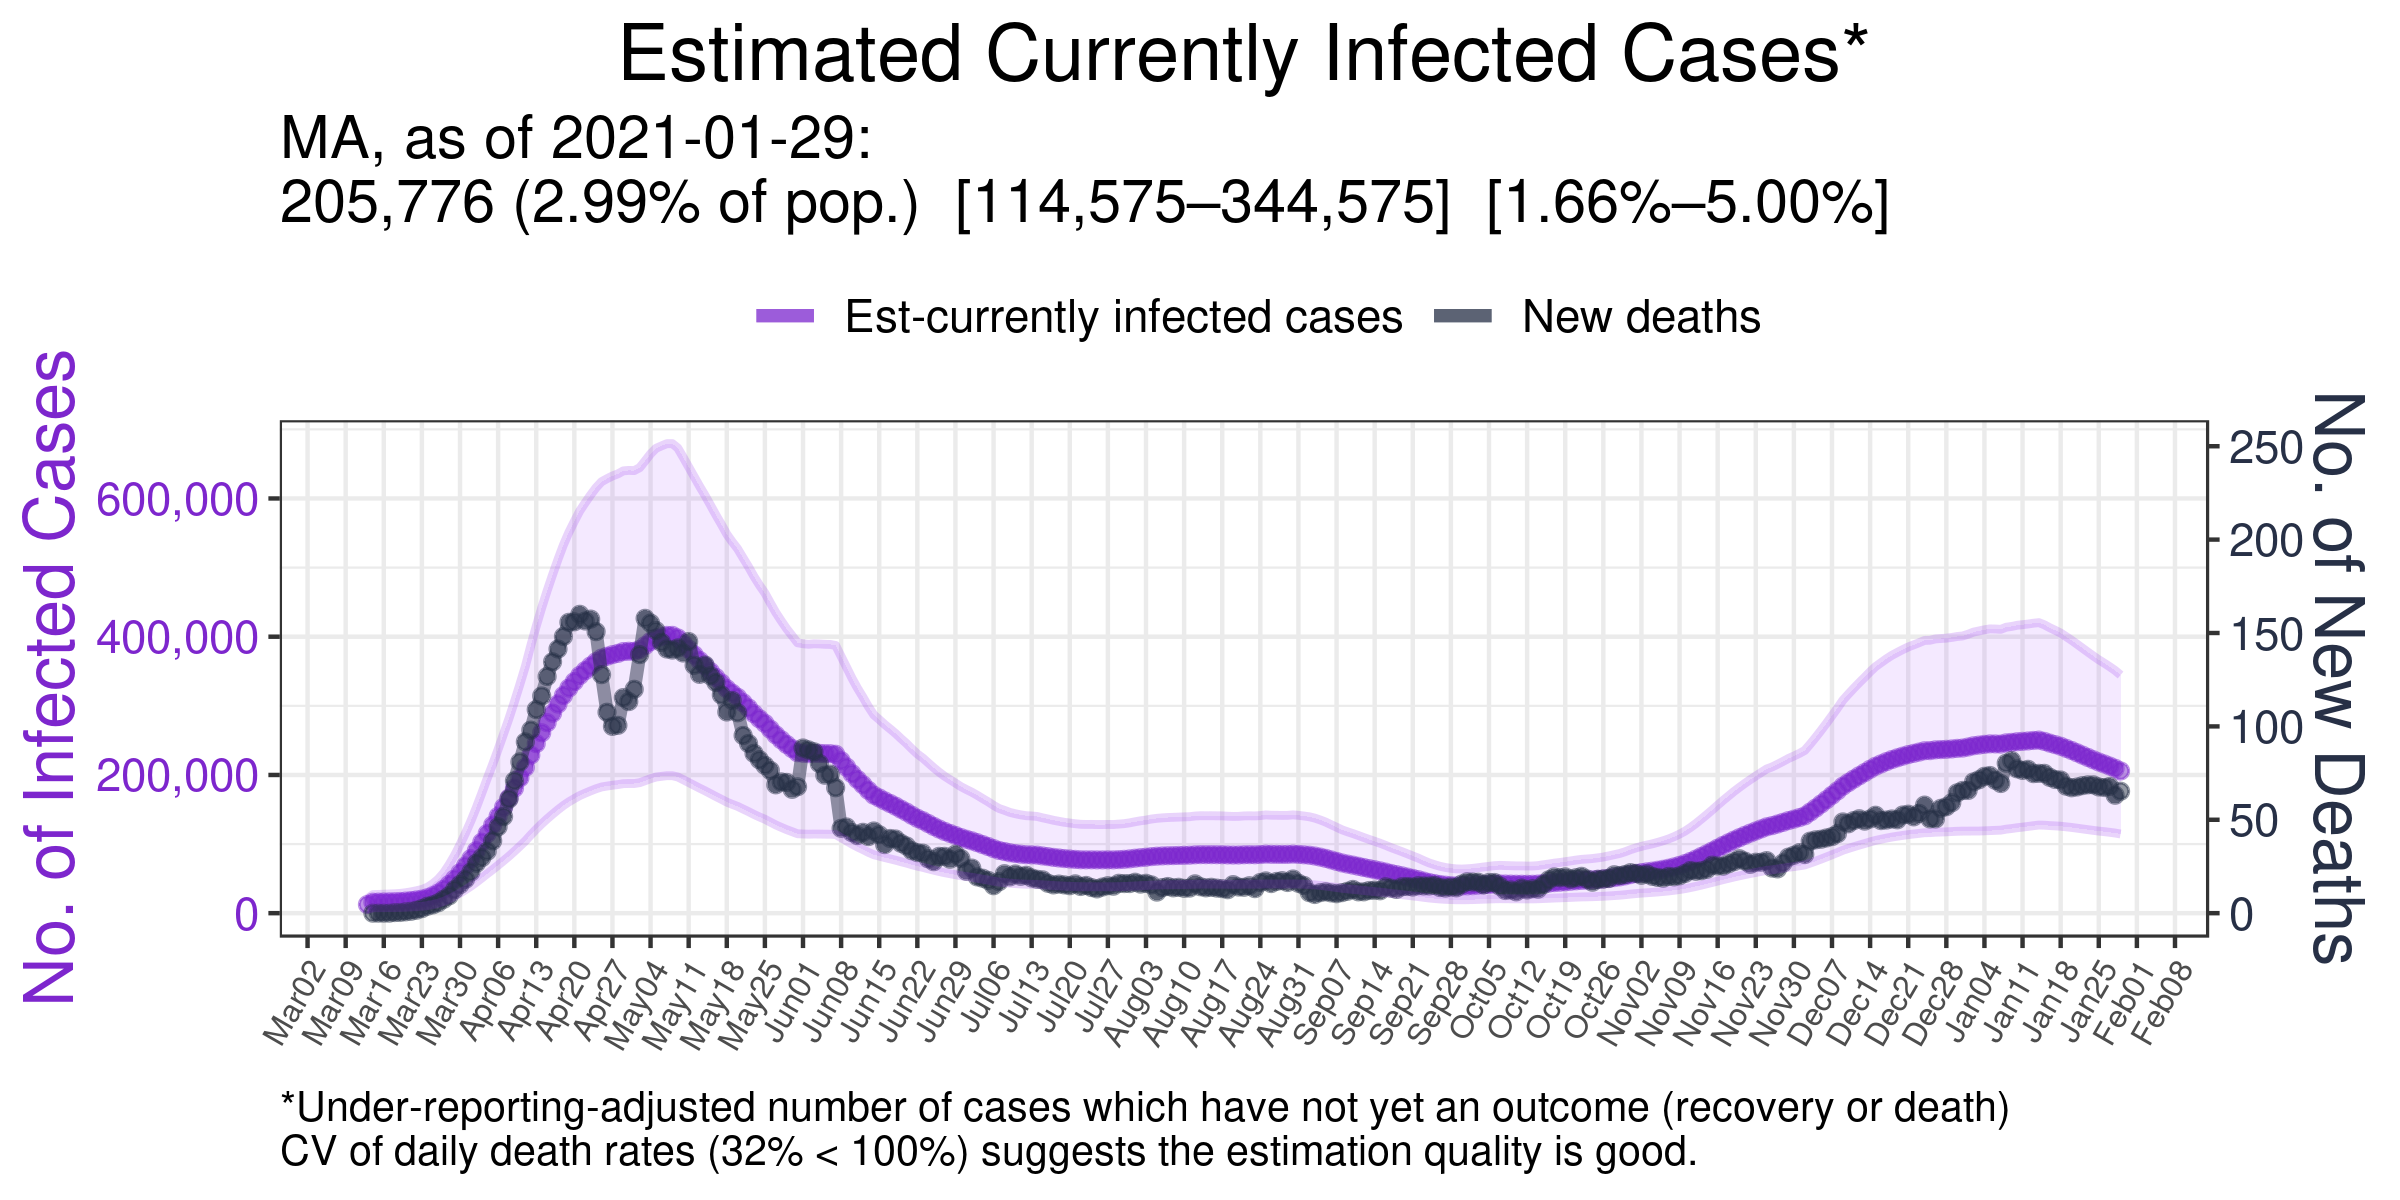 Estimated Currently Infected Cases*
MA, as of 2021-01-29:
205,776 (2.99% of pop.)  [114,575–344,575]  [1.66%–5.00%]
Est-currently infected cases
New deaths
No. of Infected Cases
600,000
400,000
200,000
0
250
200
150
100
50
0
No. of New Deaths
Mar02
Mar09
Mar16
Mar23
Mar30
Apr06
Apr13
Apr20
Apr27
May04
May11
May18
May25
Jun01
Jun08
Jun15
Jun22
Jun29
Jul06
Jul13
Jul20
Jul27
Aug03
Aug10
Aug17
Aug24
Aug31
Sep07
Sep14
Sep21
Sep28
Oct05
Oct12
Oct19
Oct26
Nov02
Nov09
Nov16
Nov23
Nov30
Dec07
Dec14
Dec21
Dec28
Jan04
Jan11
Jan18
Jan25
Feb01
Feb08
*Under-reporting-adjusted number of cases which have not yet an outcome (recovery or death)
CV of daily death rates (32% < 100%) suggests the estimation quality is good.